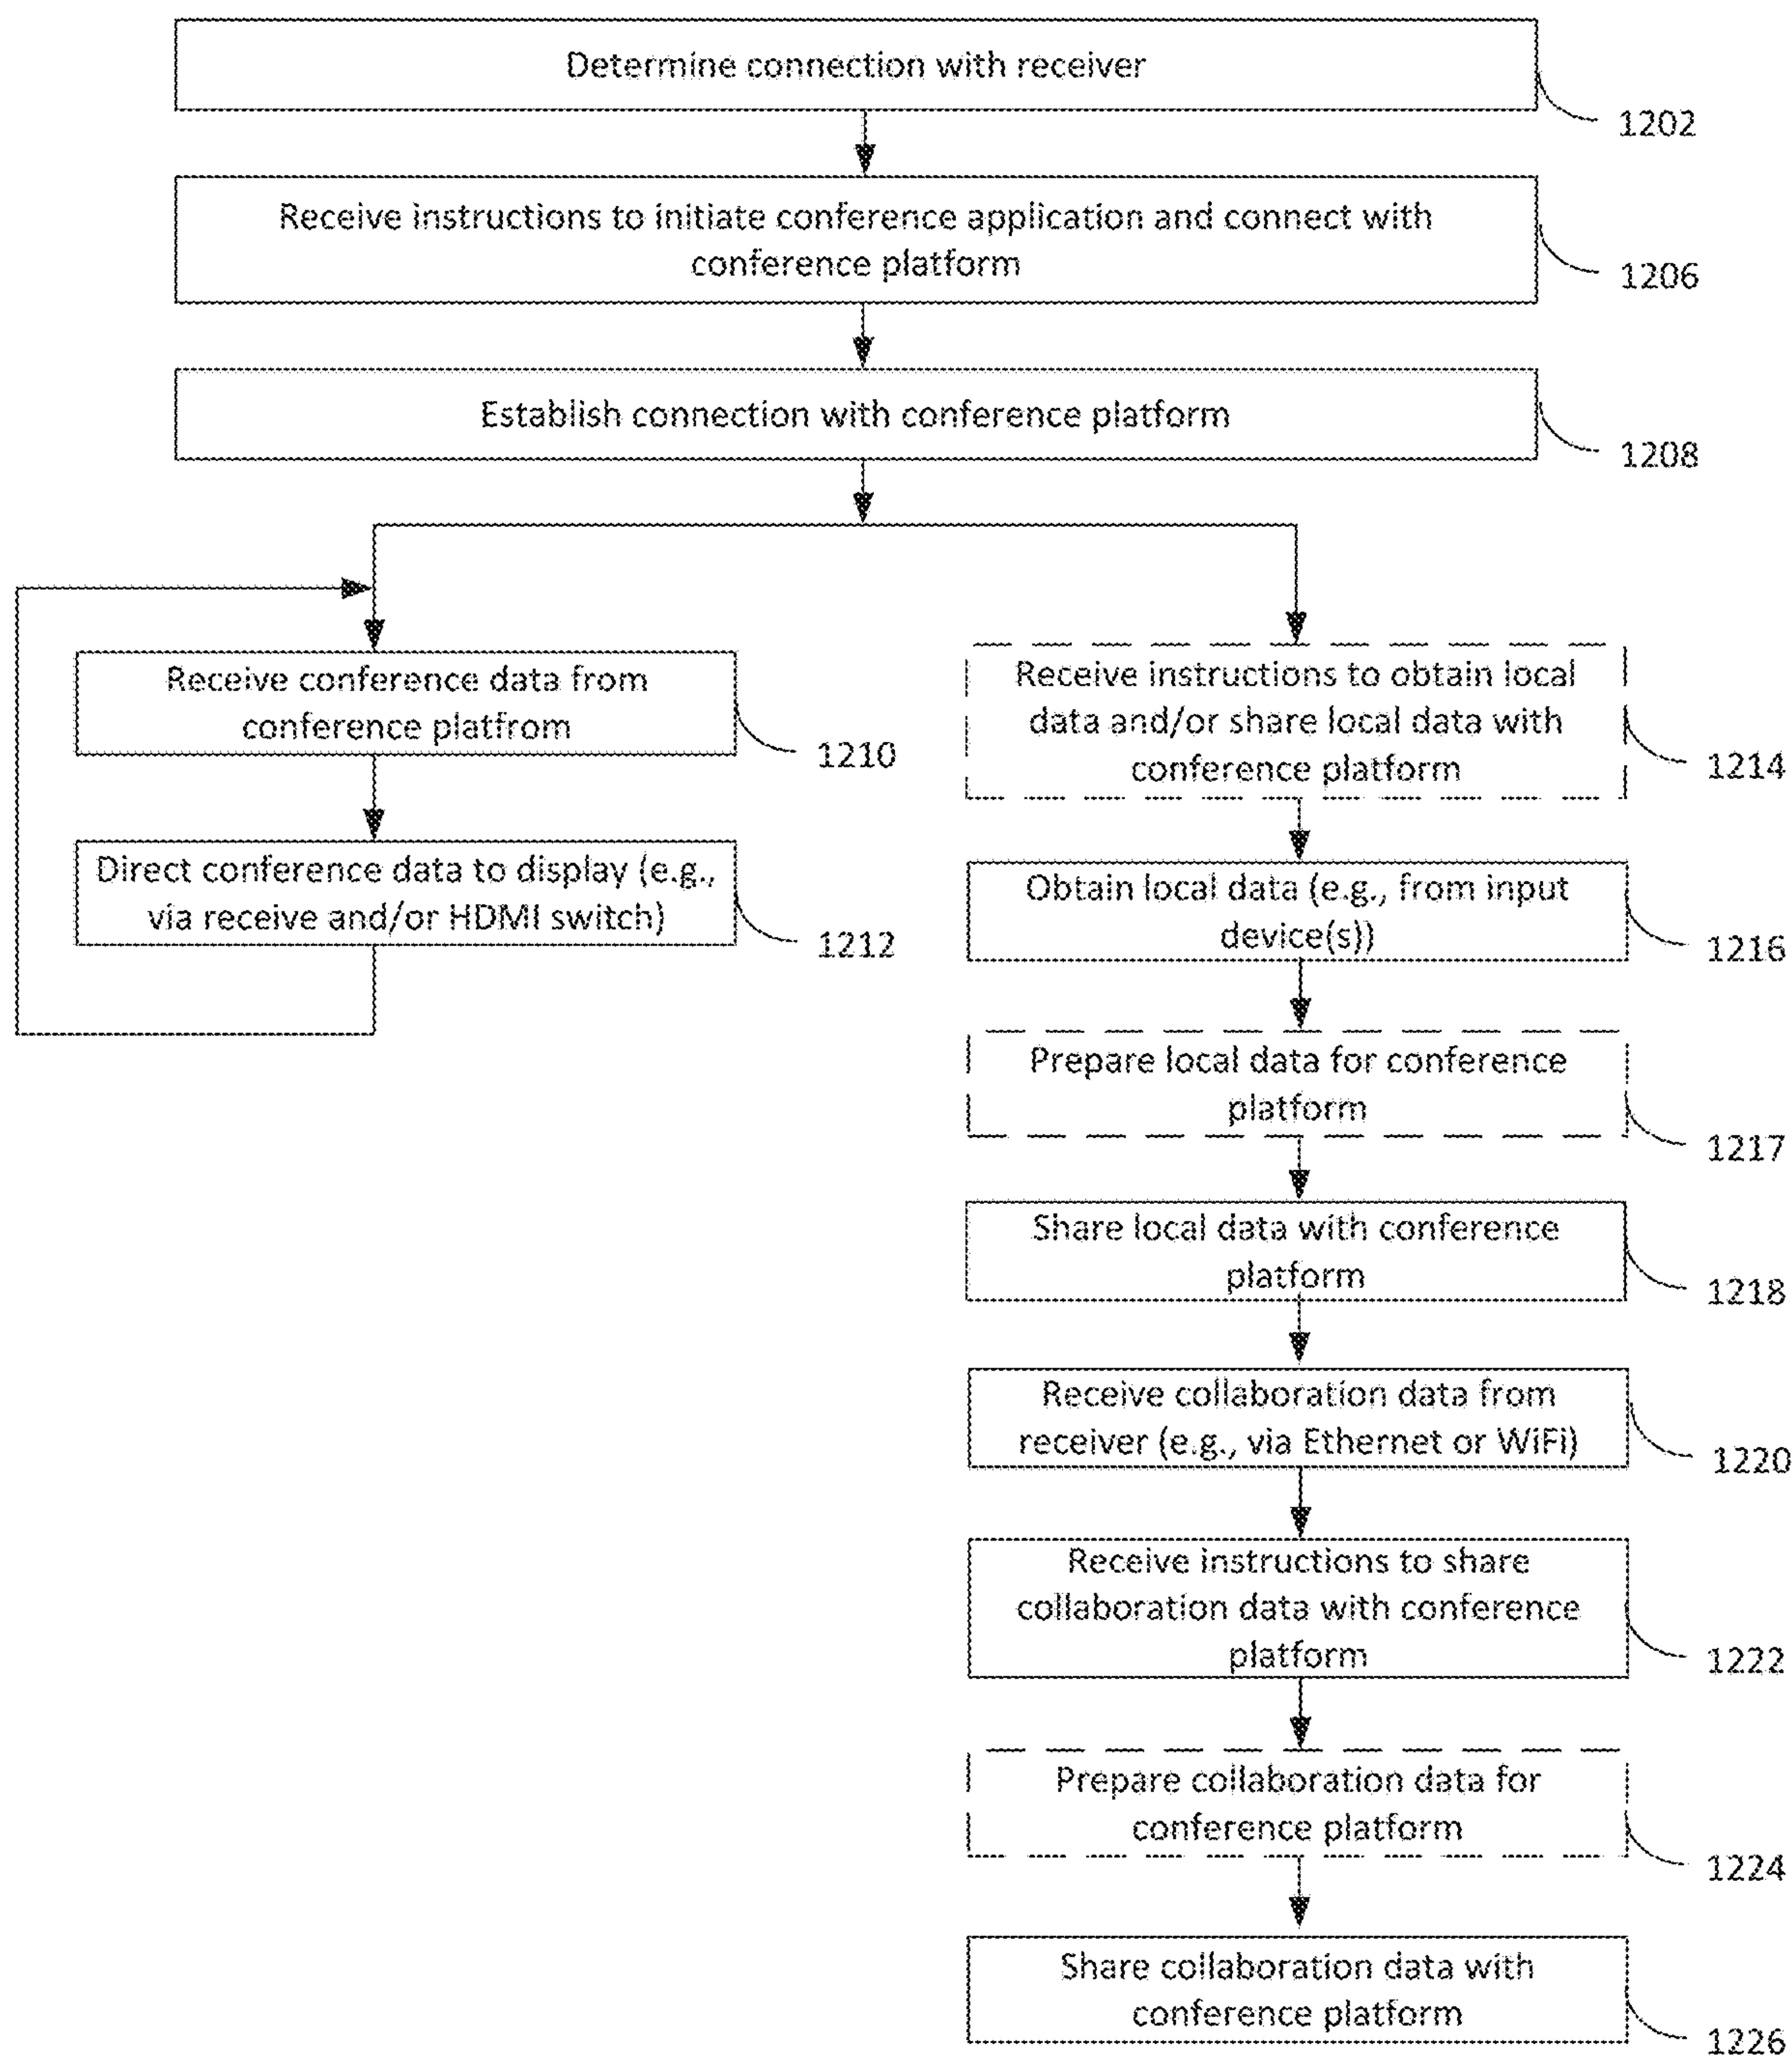 Determine connection with receiver
1202
Receive instructions to initiate conference application and connect with
conference platform
1206
Establish connection with conference platform
1208
Receive conference data from
conference platfrom
1210
Direct conference data to display (e.g.,
via receive and/or HDMI switch)
1212
Receive instructions to obtain local
data and/or share local data with
conference platform
1214
Obtain local data (e.g., from input
device(s))
1216
Prepare local data for conference
platform
1217
Share local data with conference
platform
1218
Receive collaboration data from
receiver (e.g., via Ethernet or WiFi)
1220
Receive instructions to share
collaboration data with conference
platform
1222
Prepare collaboration data for
conference platform
1224
Share collaboration data with
conference platform
1226